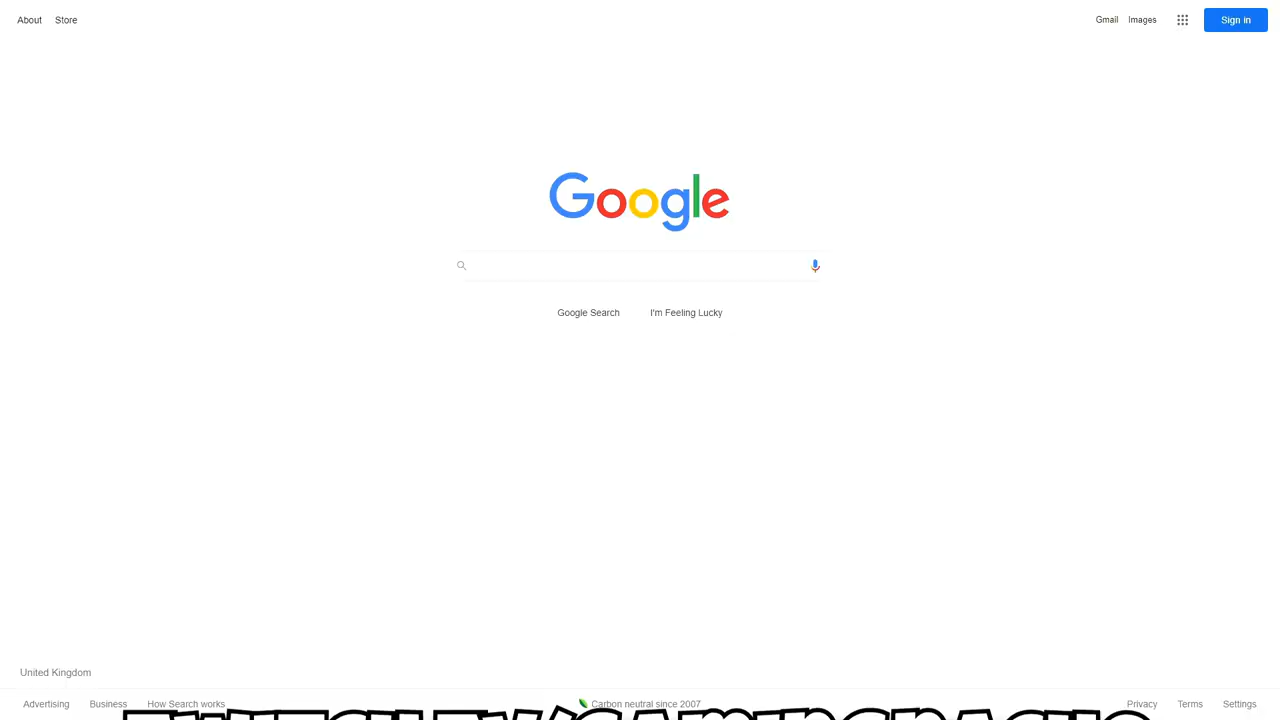 About Store
Gmail Images Sign in
Google
Google Search I'm Feeling Lucky
United Kingdom
Advertising Business How Search works
Carbon neutral since 2007
Privacy Terms Settings